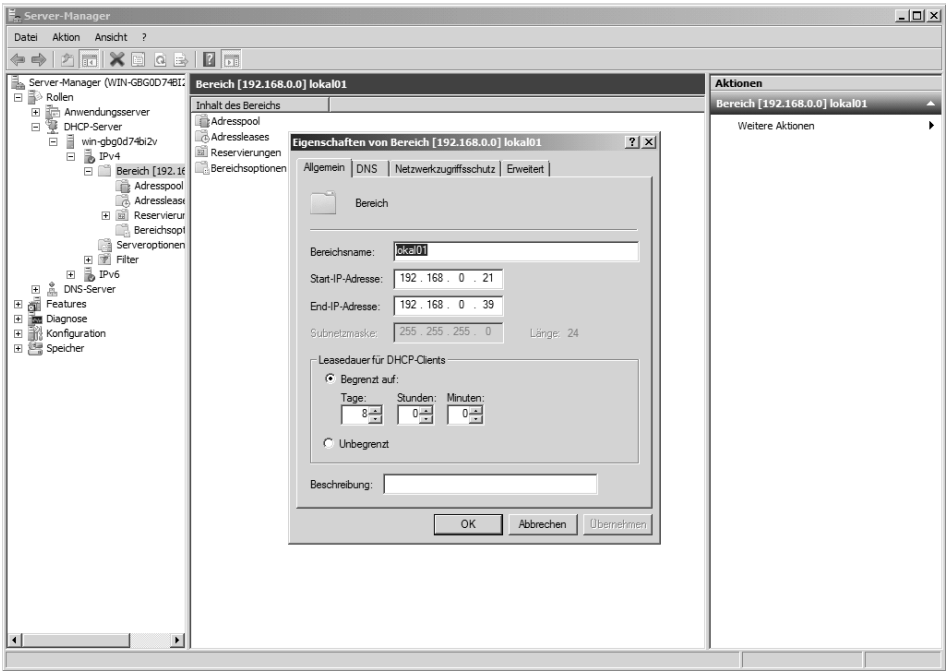 Server-Manager
Datei Aktion Ansicht ?
Server-Manager (WIN-GBG0D74BI2
Rollen
Anwendungsserver
DHCP-Server
win-gbg0d74bi2v
IPv4
Bereich [192.16
Adresspool
Adresslease
Reservierur
Bereichsopt
Serveroptionen
Filter
IPv6
DNS-Server
Features
Diagnose
Konfiguration
Speicher
Bereich [192.168.0.0] lokal01
Inhalt des Bereichs
Adresspool
Adressleases
Reservierungen
Bereichsoptionen
Eigenschaften von Bereich [192.168.0.0] lokal01
Allgemein DNS Netzwerkzugriffsschutz Erweitert
Bereich
Bereichsname: lokal01
Start-IP-Adresse: 192 . 168 . 0 . 21
End-IP-Adresse: 192 . 168 . 0 . 39
Subnetzmaske: 255 . 255 . 255 . 0 Länge: 24
Leasedauer für DHCP-Clients
Begrenzt auf:
Tage: Stunden: Minuten:
8 0 0
Unbegrenzt
Beschreibung:
OK Abbrechen Übernehmen
Aktionen
Bereich [192.168.0.0] lokal01
Weitere Aktionen